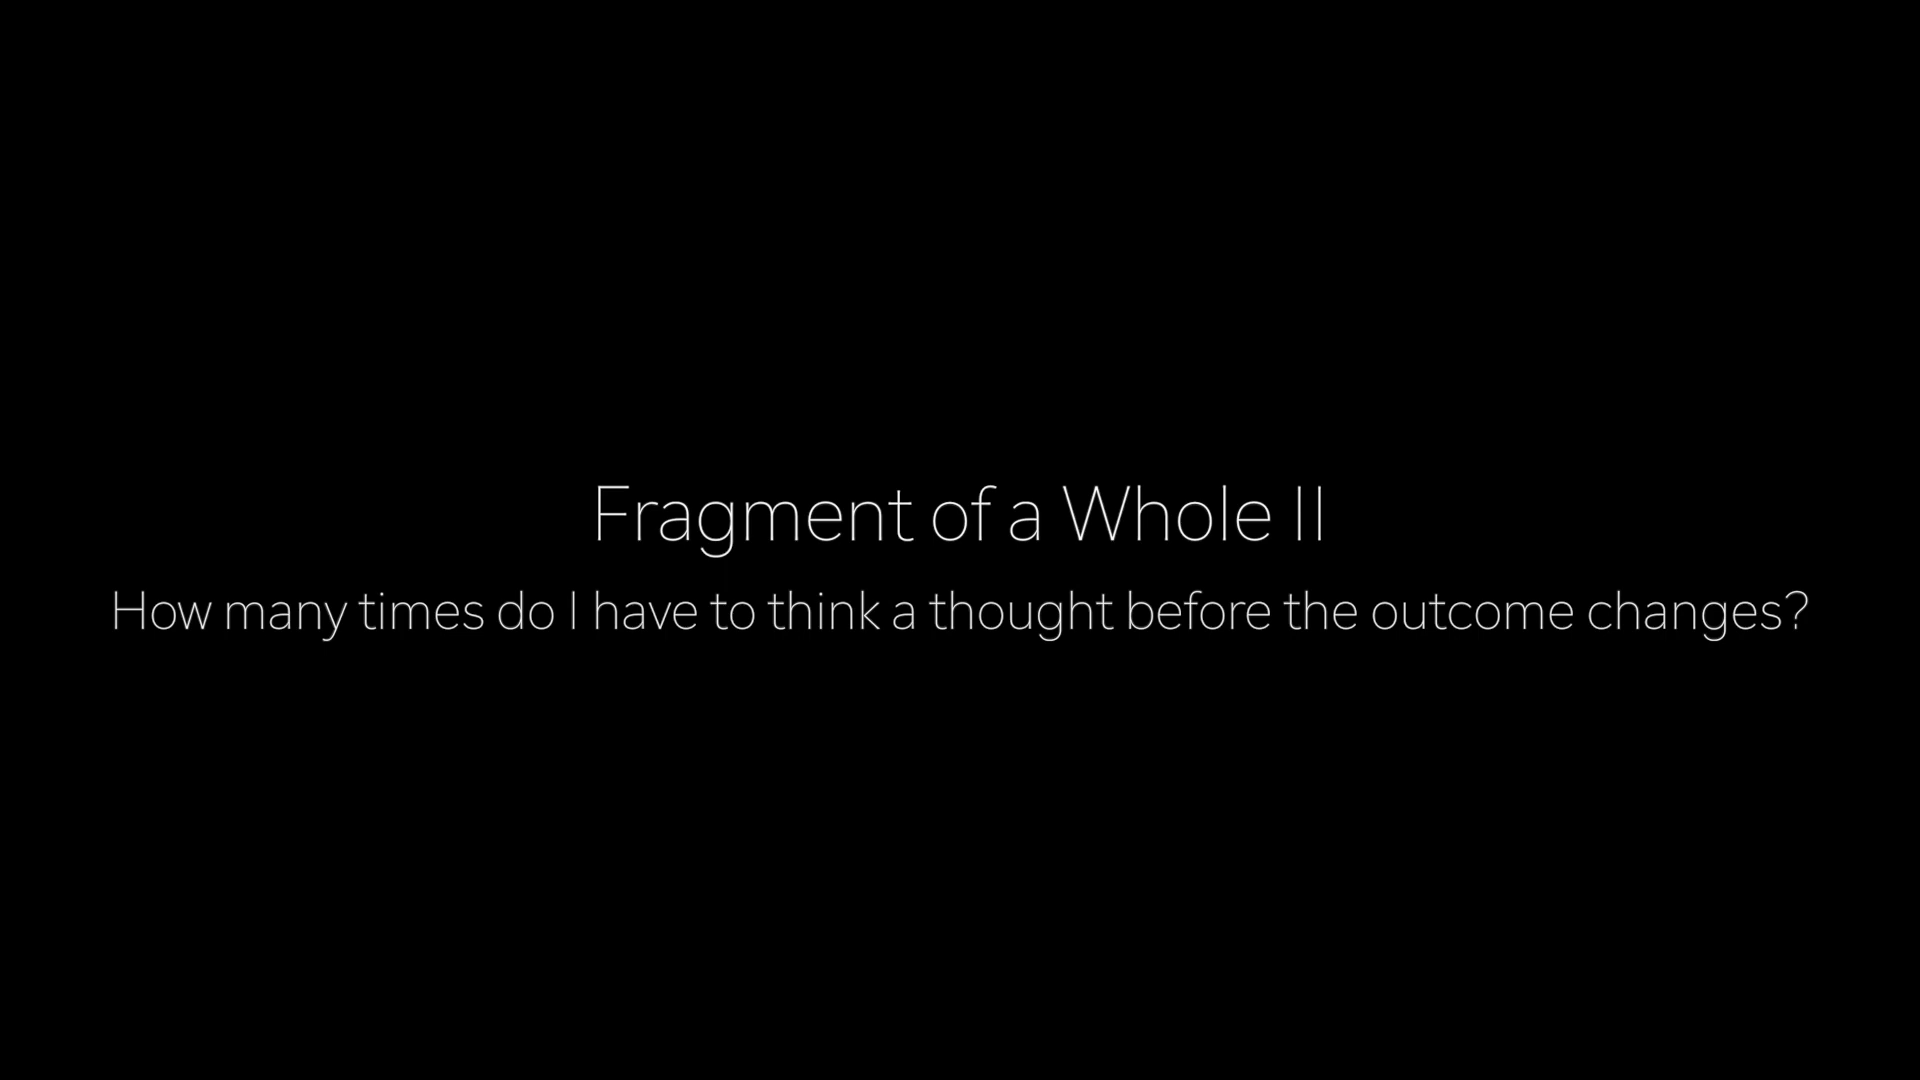 Fragment of a Whole II
How many times do I have to think a thought before the outcome changes?